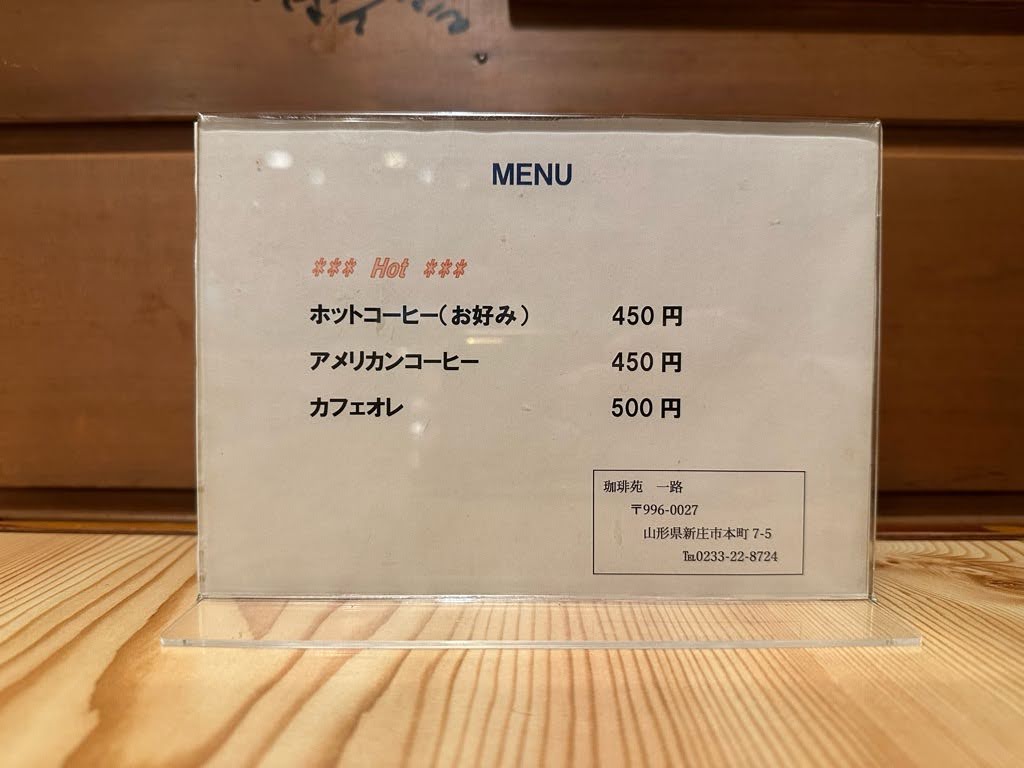 MENU
*** Hot ***
ホットコーヒー(お好み) 450 円
アメリカンコーヒー 450 円
カフェオレ 500 円
珈琲苑 一路
〒996-0027
山形県新庄市本町 7-5
℡0233-22-8724